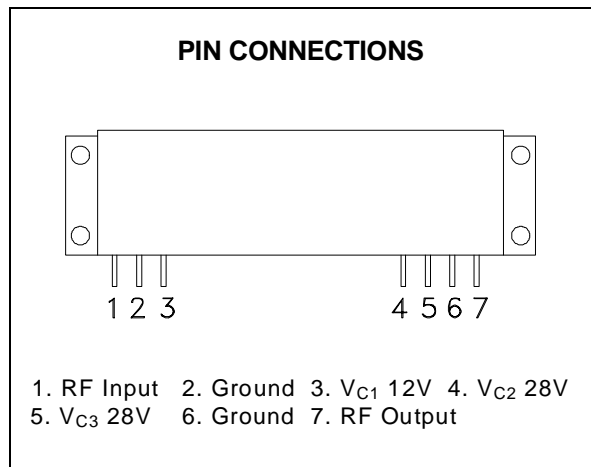 PIN CONNECTIONS
1 2 3 4 5 6 7
1. RF Input 2. Ground 3. VC1 12V 4. VC2 28V
5. VC3 28V 6. Ground 7. RF Output